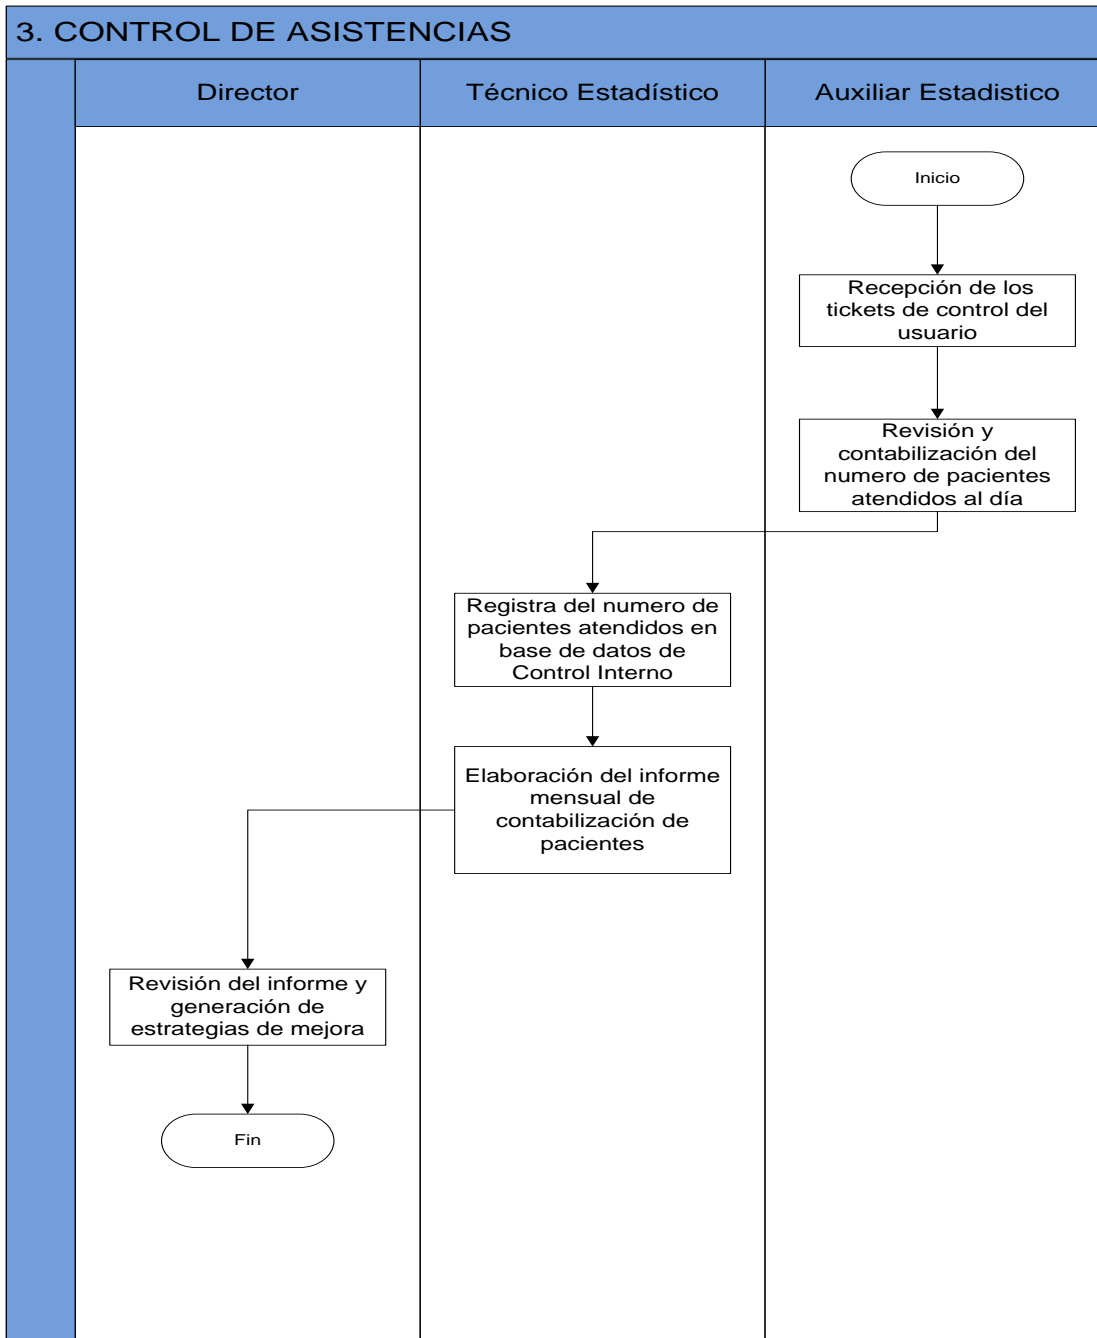 3. CONTROL DE ASISTENCIAS
Director
Técnico Estadístico
Auxiliar Estadistico
Inicio
Recepción de los
tickets de control del
usuario
Revisión y
contabilización del
numero de pacientes
atendidos al día
Registra del numero de
pacientes atendidos en
base de datos de
Control Interno
Elaboración del informe
mensual de
contabilización de
pacientes
Revisión del informe y
generación de
estrategias de mejora
Fin